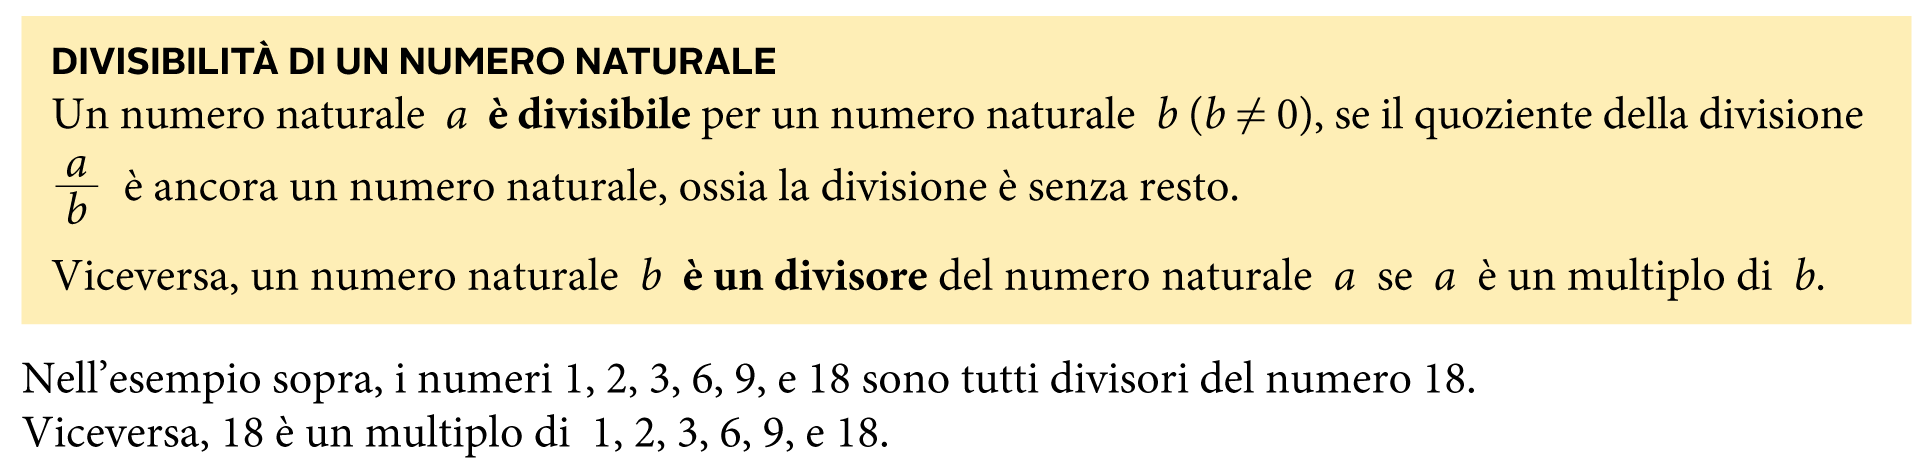 DIVISIBILITÀ DI UN NUMERO NATURALE
Un numero naturale a è divisibile per un numero naturale b (b ≠ 0), se il quoziente della divisione
a/b è ancora un numero naturale, ossia la divisione è senza resto.
Viceversa, un numero naturale b è un divisore del numero naturale a se a è un multiplo di b.
Nell’esempio sopra, i numeri 1, 2, 3, 6, 9, e 18 sono tutti divisori del numero 18.
Viceversa, 18 è un multiplo di 1, 2, 3, 6, 9, e 18.